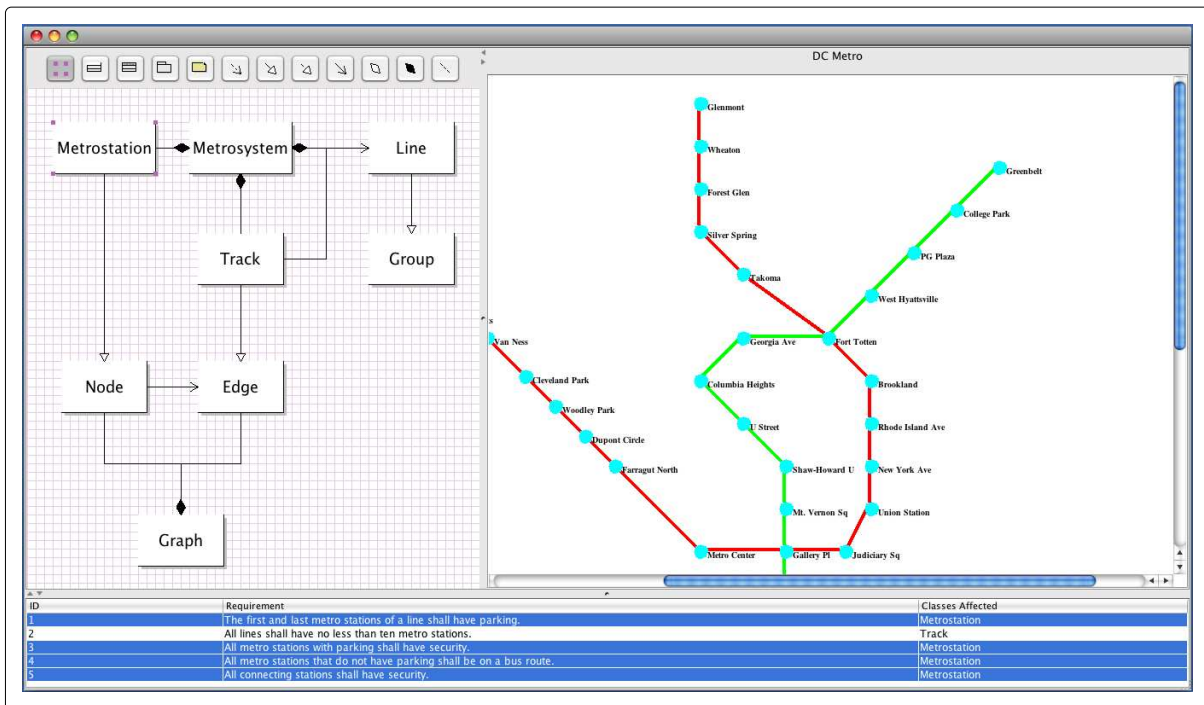 DC Metro
Metrostation
Metrosystem
Line
Track
Group
Node
Edge
Graph
Glenmont
Wheaton
Forest Glen
Silver Spring
Takoma
Greenbelt
College Park
PG Plaza
West Hyattsville
s
Van Ness
Georgia Ave
Fort Totten
Cleveland Park
Columbia Heights
Brookland
Woodley Park
U Street
Rhode Island Ave
Dupont Circle
Farragut North
Shaw-Howard U
New York Ave
Mt. Vernon Sq
Union Station
Metro Center
Gallery Pl
Judiciary Sq
ID Requirement Classes Affected
1 The first and last metro stations of a line shall have parking. Metrostation
2 All lines shall have no less than ten metro stations. Track
3 All metro stations with parking shall have security. Metrostation
4 All metro stations that do not have parking shall be on a bus route. Metrostation
5 All connecting stations shall have security. Metrostation